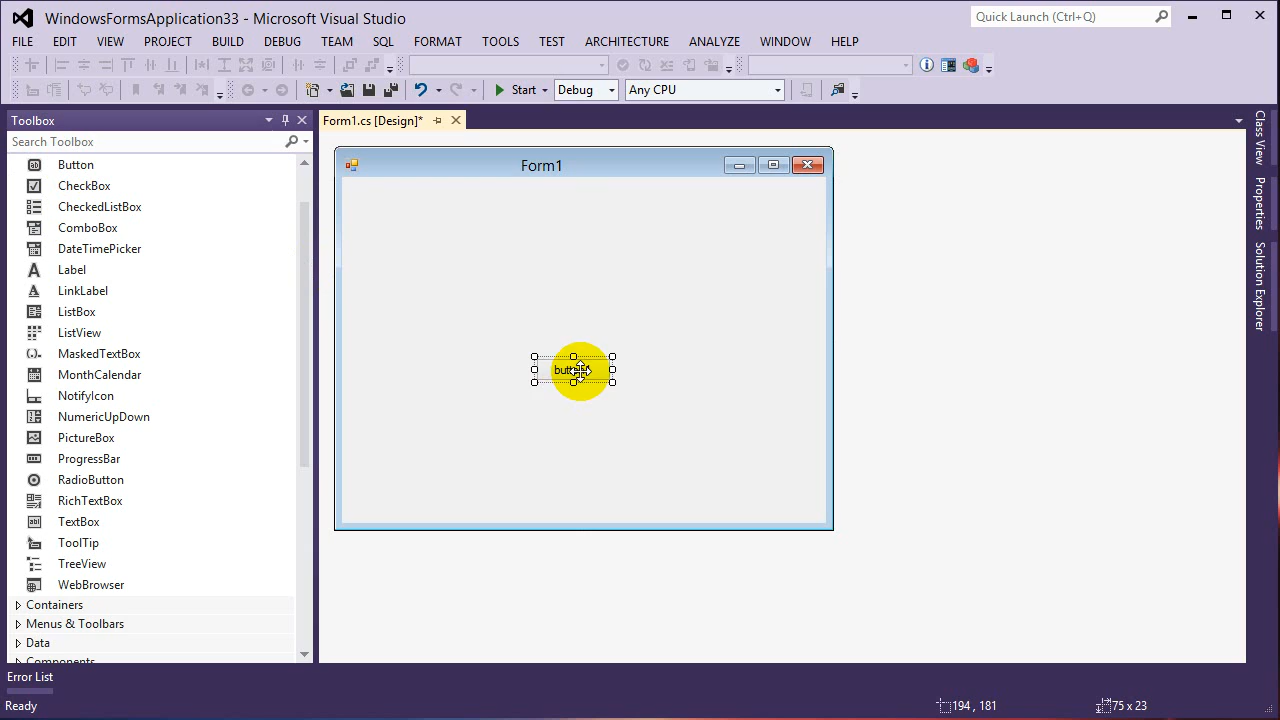 WindowsFormsApplication33 - Microsoft Visual Studio
Quick Launch (Ctrl+Q)
FILE EDIT VIEW PROJECT BUILD DEBUG TEAM SQL FORMAT TOOLS TEST ARCHITECTURE ANALYZE WINDOW HELP
Start Debug Any CPU
Toolbox
Form1.cs [Design]*
Search Toolbox
Form1
Button
CheckBox
CheckedListBox
ComboBox
DateTimePicker
Label
LinkLabel
ListBox
ListView
MaskedTextBox
MonthCalendar
NotifyIcon
NumericUpDown
PictureBox
ProgressBar
RadioButton
RichTextBox
TextBox
ToolTip
TreeView
WebBrowser
Containers
Menus & Toolbars
Data
Components
Class View
Properties
Solution Explorer
Error List
Ready
194 , 181
75 x 23